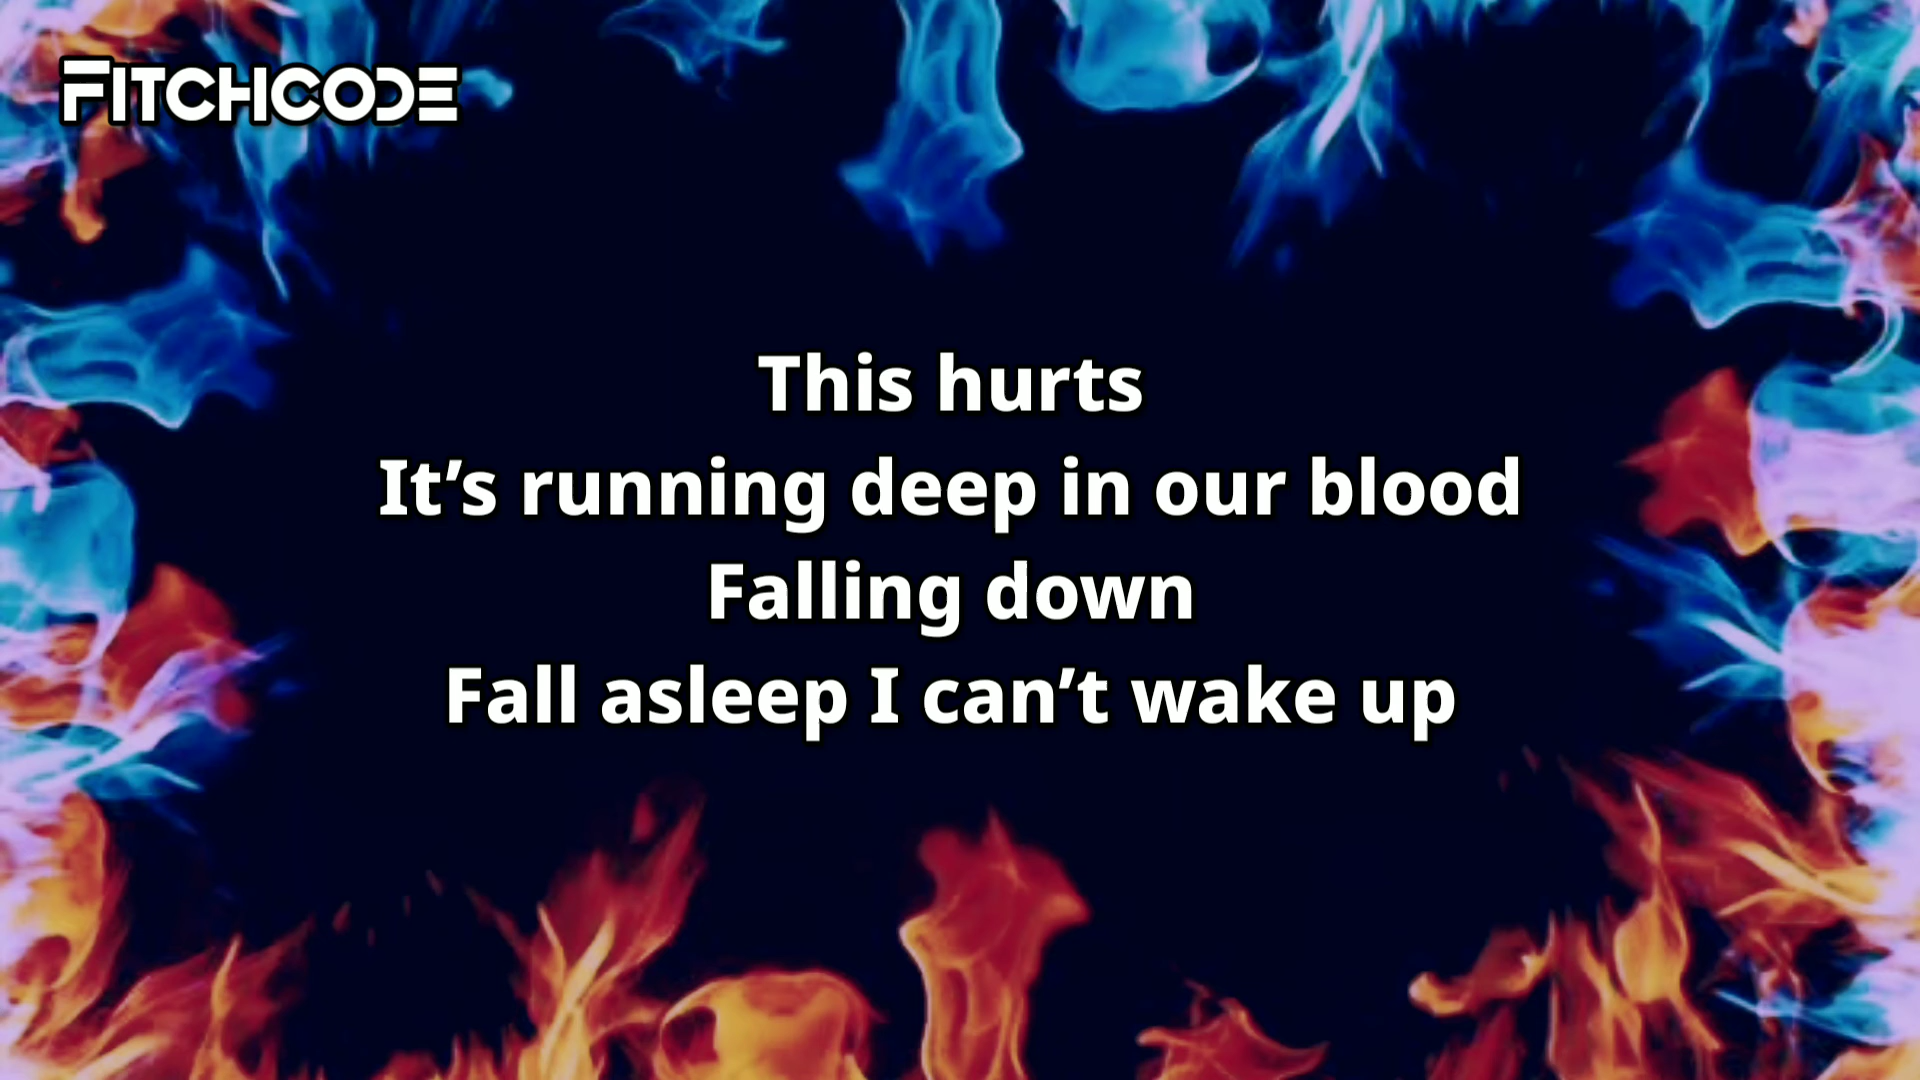 FITCHCODE
This hurts
It’s running deep in our blood
Falling down
Fall asleep I can’t wake up